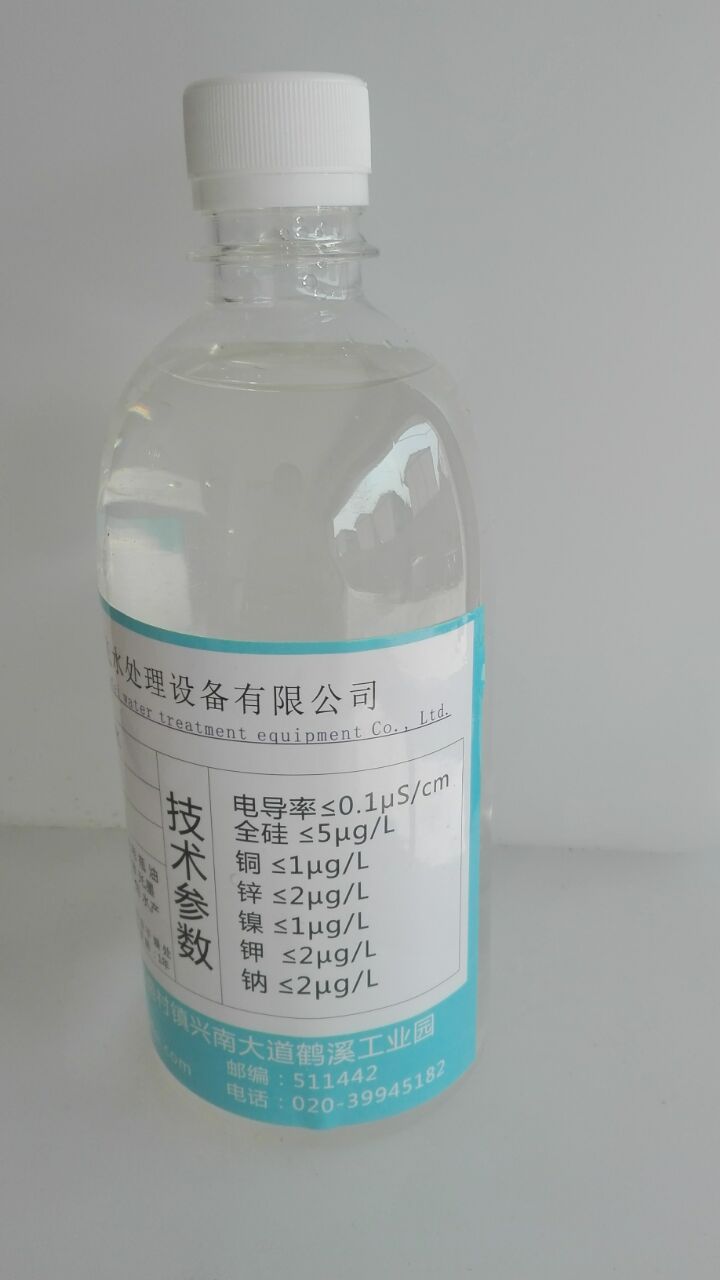 水处理设备有限公司
water treatment equipment Co., Ltd.
技术参数
电导率≤0.1μS/cm
全硅 ≤5μg/L
铜 ≤1μg/L
锌 ≤2μg/L
镍 ≤1μg/L
钾 ≤2μg/L
钠 ≤2μg/L
村镇兴南大道鹤溪工业园
.com
邮编：511442
电话：020-39945182